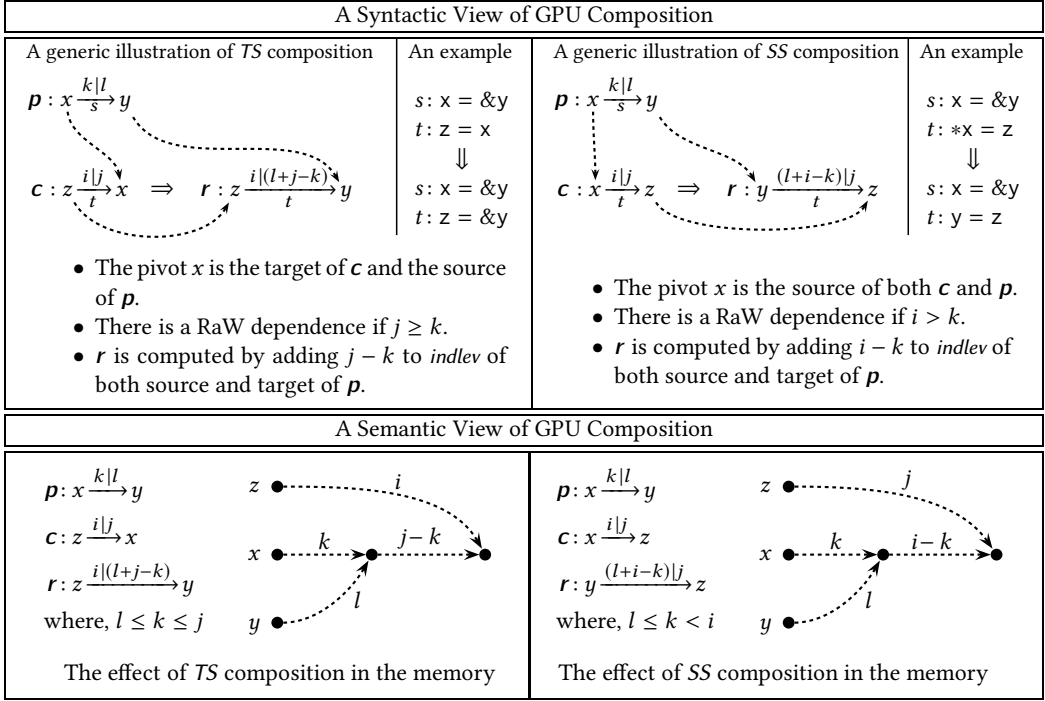 A Syntactic View of GPU Composition
A generic illustration of TS composition
p : x k|l s y
c : z i|j t x ⇒ r : z i|(l+j−k) t y
An example
s: x = &y
t: z = x
⇓
s: x = &y
t: z = &y
• The pivot x is the target of c and the source
of p.
• There is a RaW dependence if j ≥ k.
• r is computed by adding j − k to indlev of
both source and target of p.
A generic illustration of SS composition
p : x k|l s y
c : x i|j t z ⇒ r : y (l+i−k)|j t z
An example
s: x = &y
t: *x = z
⇓
s: x = &y
t: y = z
• The pivot x is the source of both c and p.
• There is a RaW dependence if i > k.
• r is computed by adding i − k to indlev of
both source and target of p.
A Semantic View of GPU Composition
p: x k|l y
c: z i|j x
r: z i|(l+j−k) y
where, l ≤ k ≤ j
z i
x k j− k
y l
The effect of TS composition in the memory
p: x k|l y
c: x i|j z
r: y (l+i−k)|j z
where, l ≤ k < i
z j
x k i− k
y l
The effect of SS composition in the memory